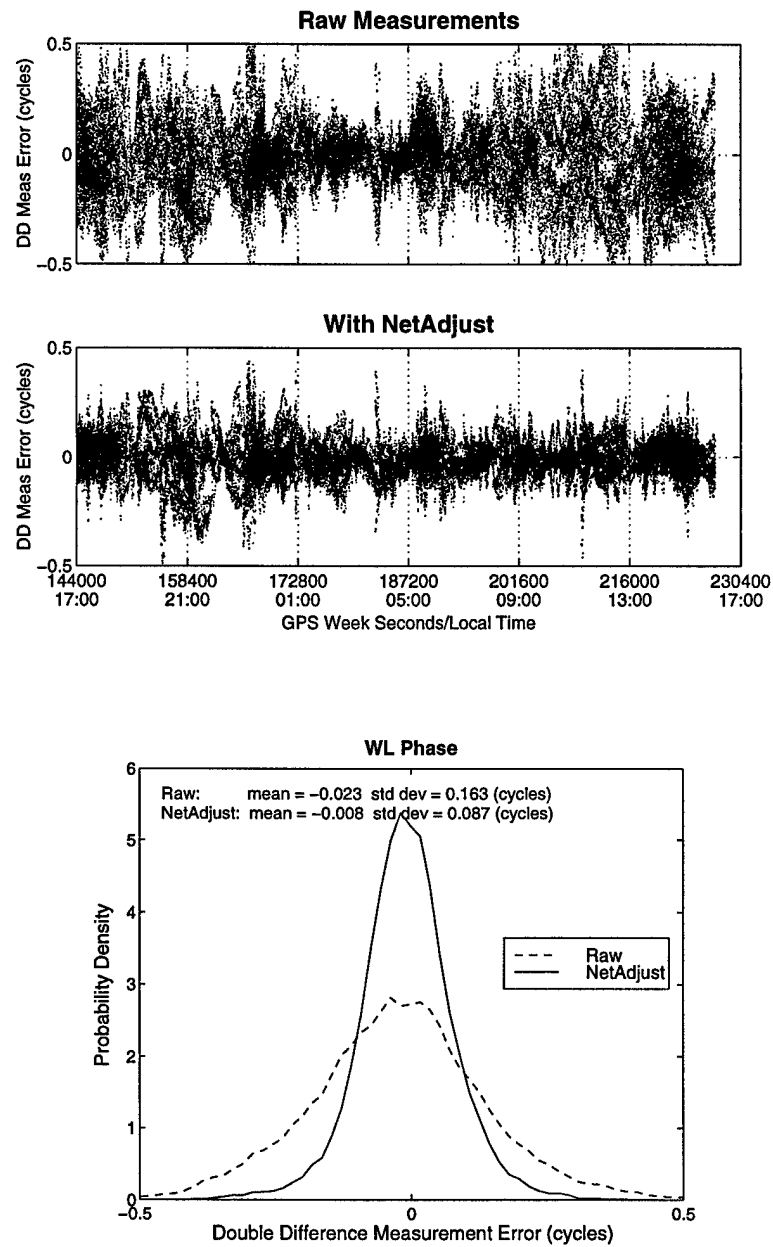 Raw Measurements
0.5
0
−0.5
DD Meas Error (cycles)
With NetAdjust
0.5
0
−0.5
DD Meas Error (cycles)
144000 158400 172800 187200 201600 216000 230400
17:00 21:00 01:00 05:00 09:00 13:00 17:00
GPS Week Seconds/Local Time
WL Phase
6
5
4
3
2
1
0
Probability Density
Raw: mean = −0.023 std dev = 0.163 (cycles)
NetAdjust: mean = −0.008 std dev = 0.087 (cycles)
Raw
NetAdjust
−0.5 0 0.5
Double Difference Measurement Error (cycles)